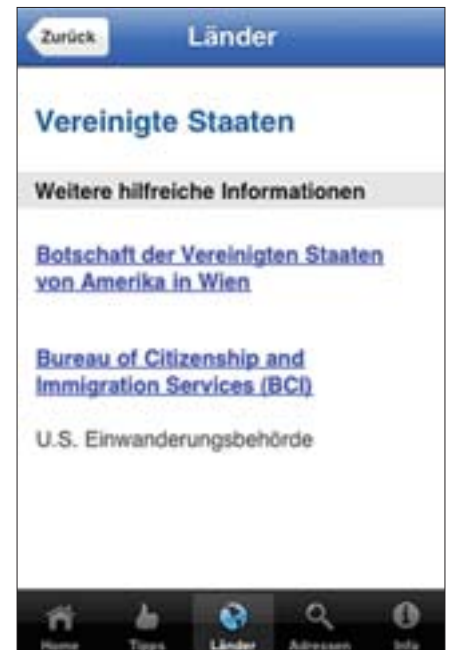 Zurück
Länder
Vereinigte Staaten
Weitere hilfreiche Informationen
Botschaft der Vereinigten Staaten
von Amerika in Wien
Bureau of Citizenship and
Immigration Services (BCI)
U.S. Einwanderungsbehörde
Home Tipps Länder Adressen Info